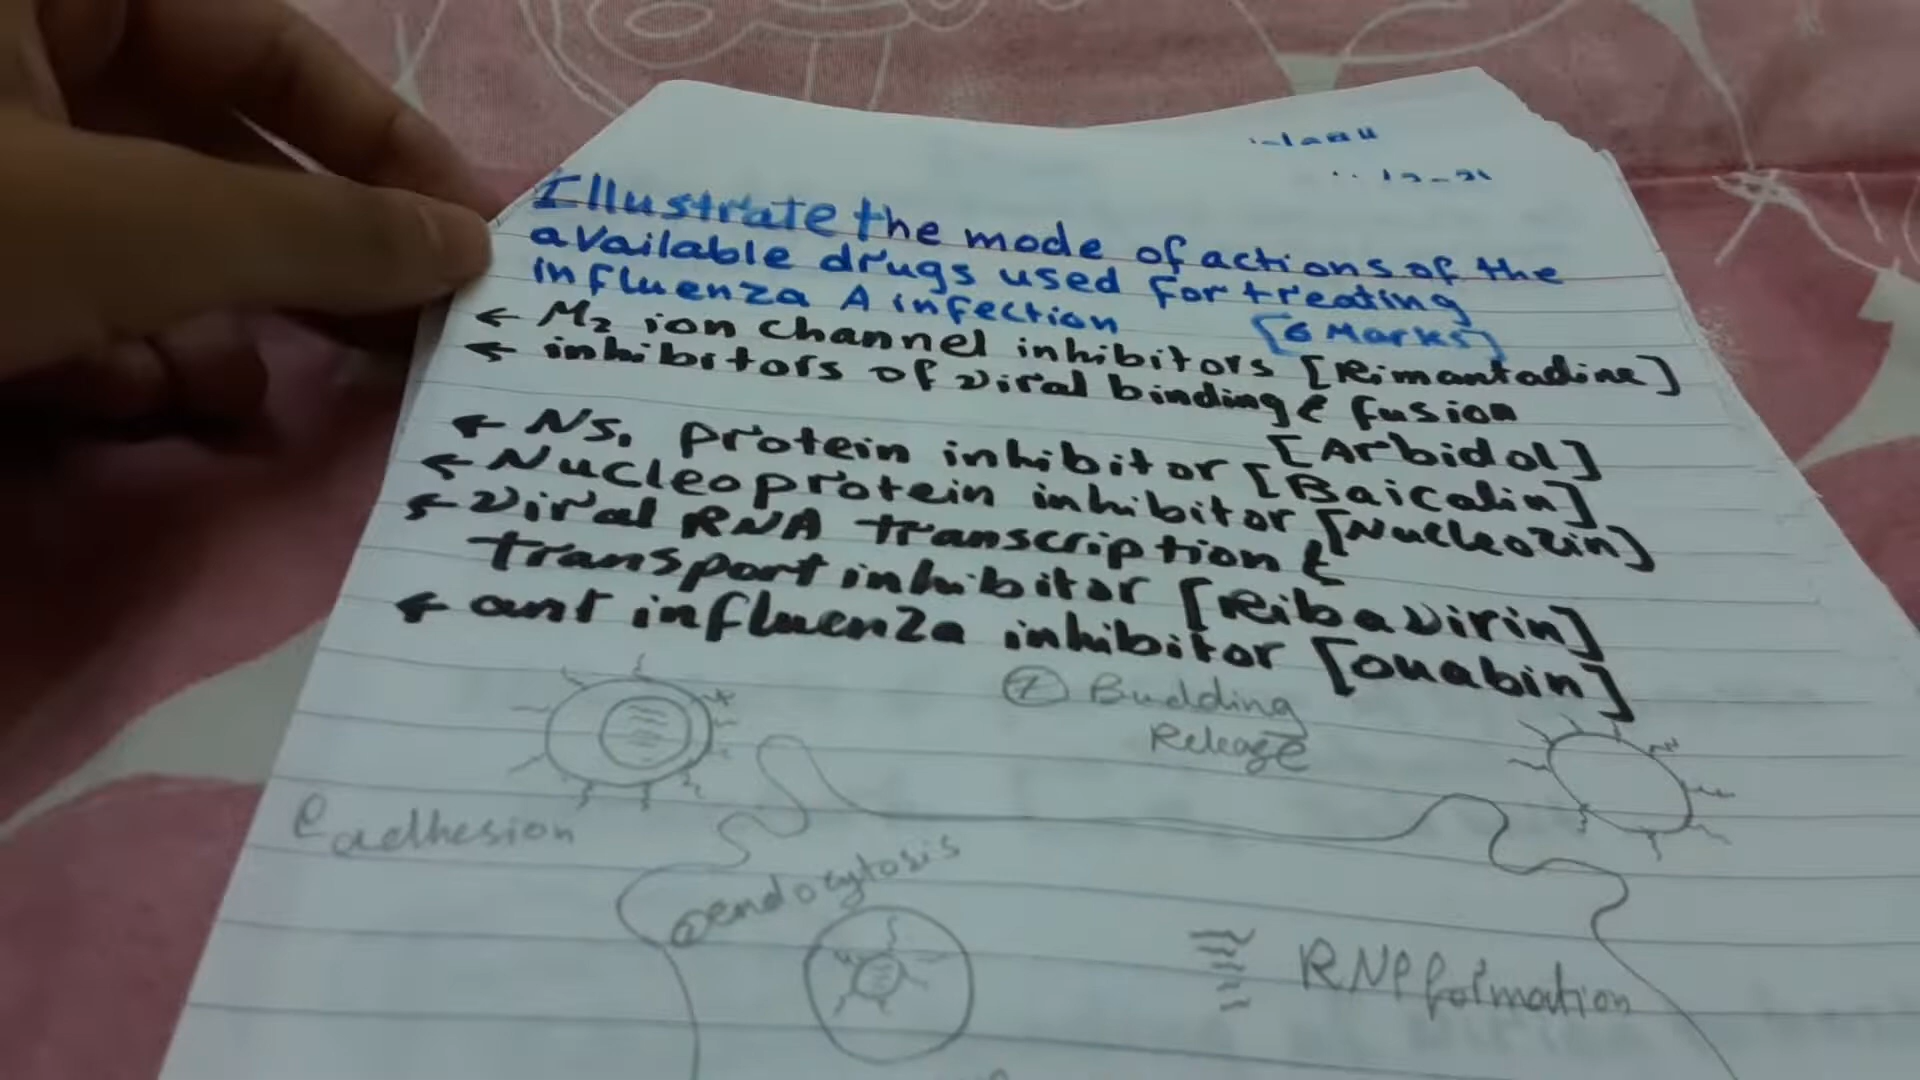 Illustrate the mode of actions of the
available drugs used for treating
influenza A infection [6 Marks]
← M2 ion channel inhibitors [Rimantadine]
← inhibitors of viral binding & fusion
[Arbidol]
← NS. protein inhibitor [Baicalin]
← Nucleoprotein inhibitor [Nucleozin]
← viral RNA transcription &
transport inhibitor [Ribavirin]
← ant influenza inhibitor [ouabin]
⑦ Budding
Release
adhesion
endocytosis
RNP formation